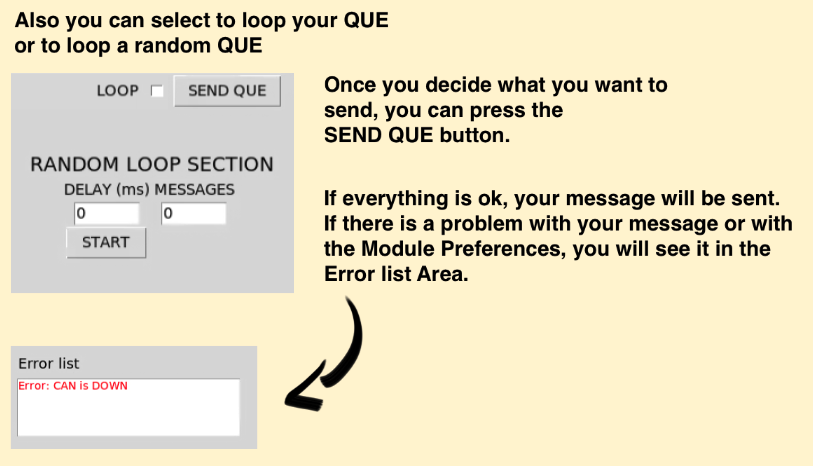 Also you can select to loop your QUE
or to loop a random QUE
LOOP SEND QUE
RANDOM LOOP SECTION
DELAY (ms) MESSAGES
0 0
START
Once you decide what you want to
send, you can press the
SEND QUE button.
If everything is ok, your message will be sent.
If there is a problem with your message or with
the Module Preferences, you will see it in the
Error list Area.
Error list
Error: CAN is DOWN